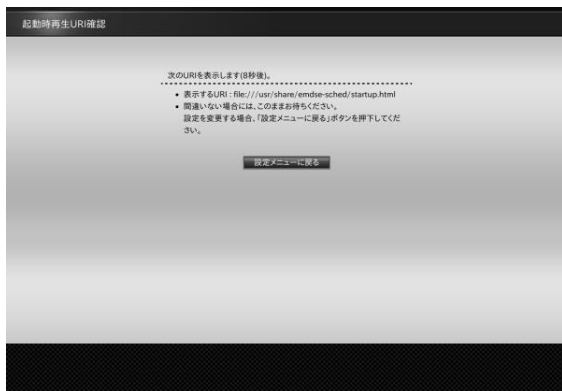 起動時再生URI確認
次のURIを表示します(8秒後)。
• 表示するURI : file:///usr/share/emdse-sched/startup.html
• 間違いない場合には、このままお待ちください。
設定を変更する場合、「設定メニューに戻る」ボタンを押下してくだ
さい。
設定メニューに戻る